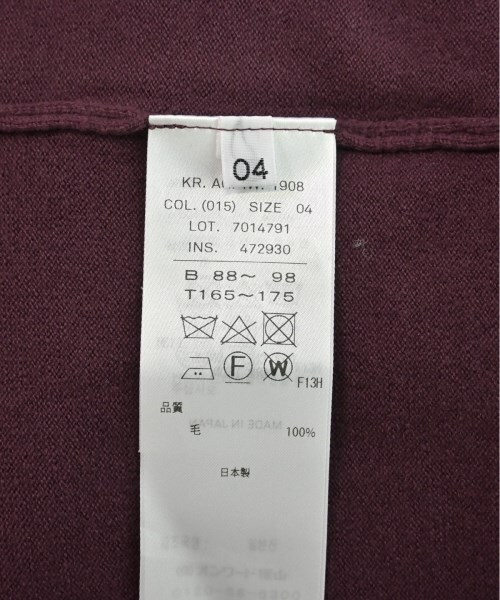 04
KR. 1908
COL. (015) SIZE 04
LOT. 7014791
INS. 472930
B 88～ 98
T165～175
F W F13H
品質
毛 100%
日本製
MADE IN JAPAN